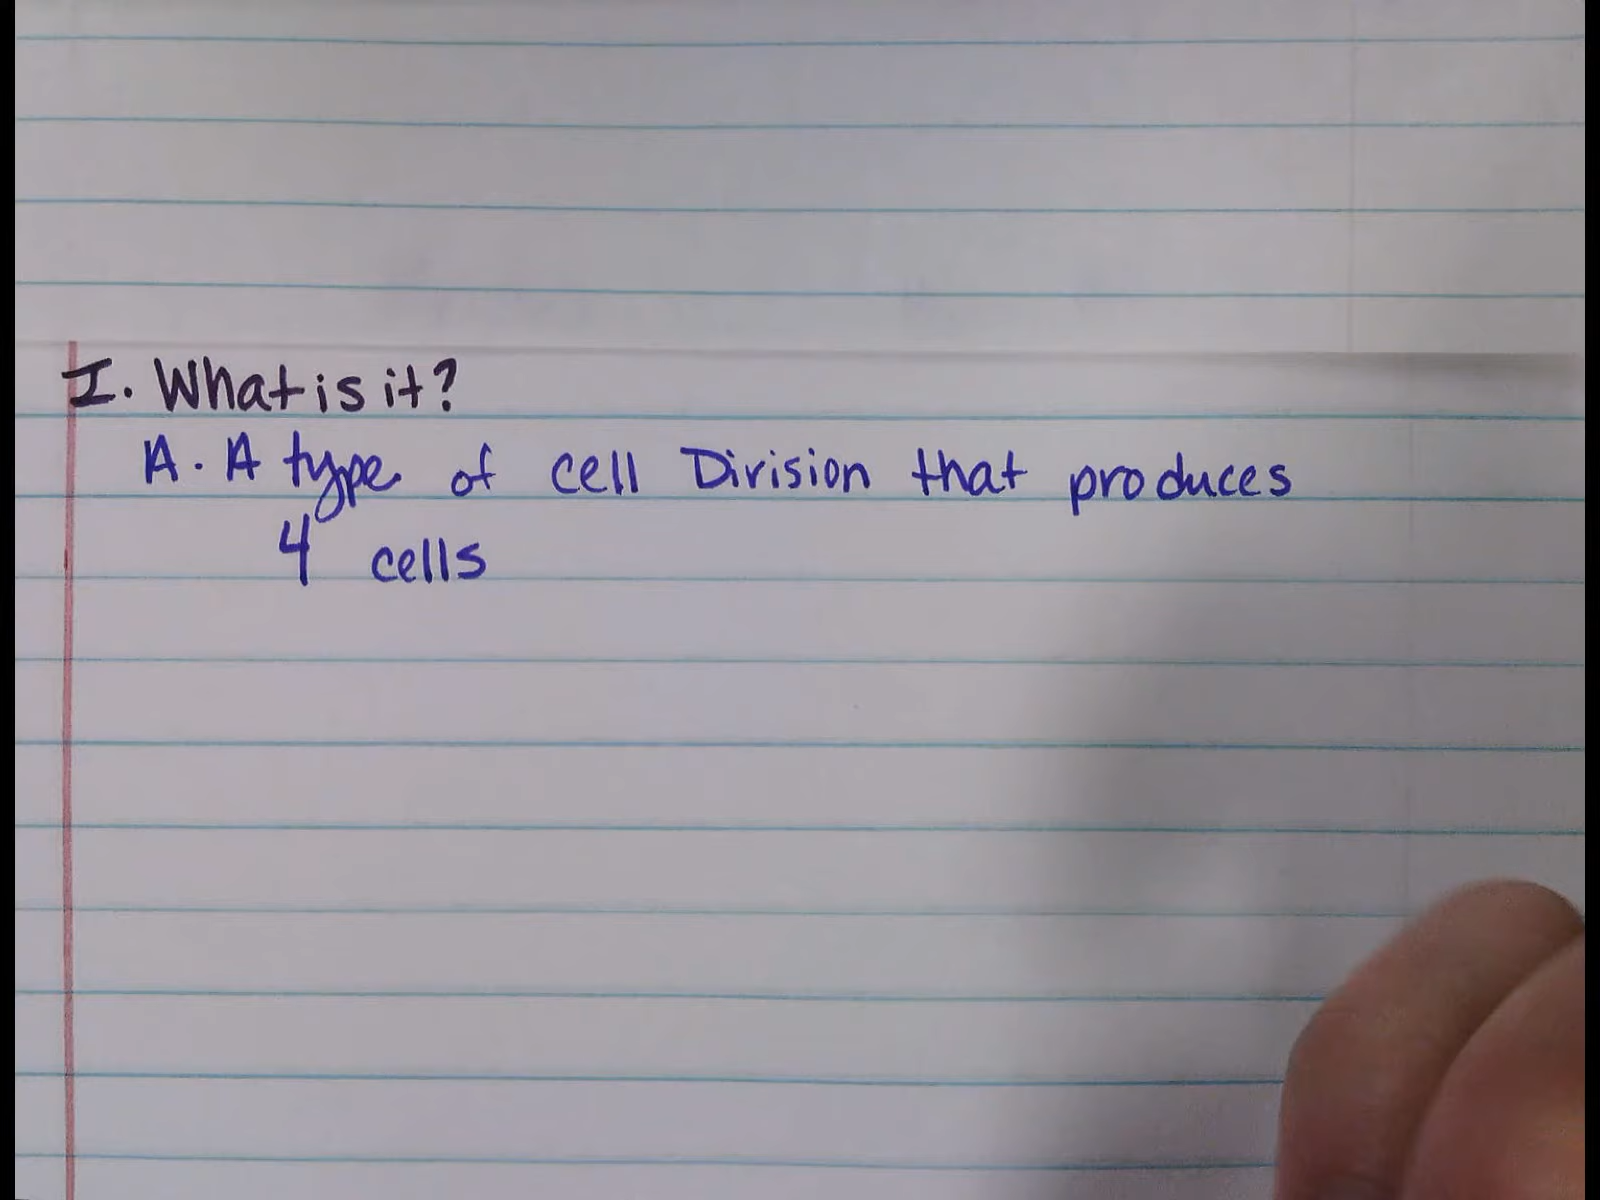 I. What is it?
A. A type of cell Division that produces
4 cells